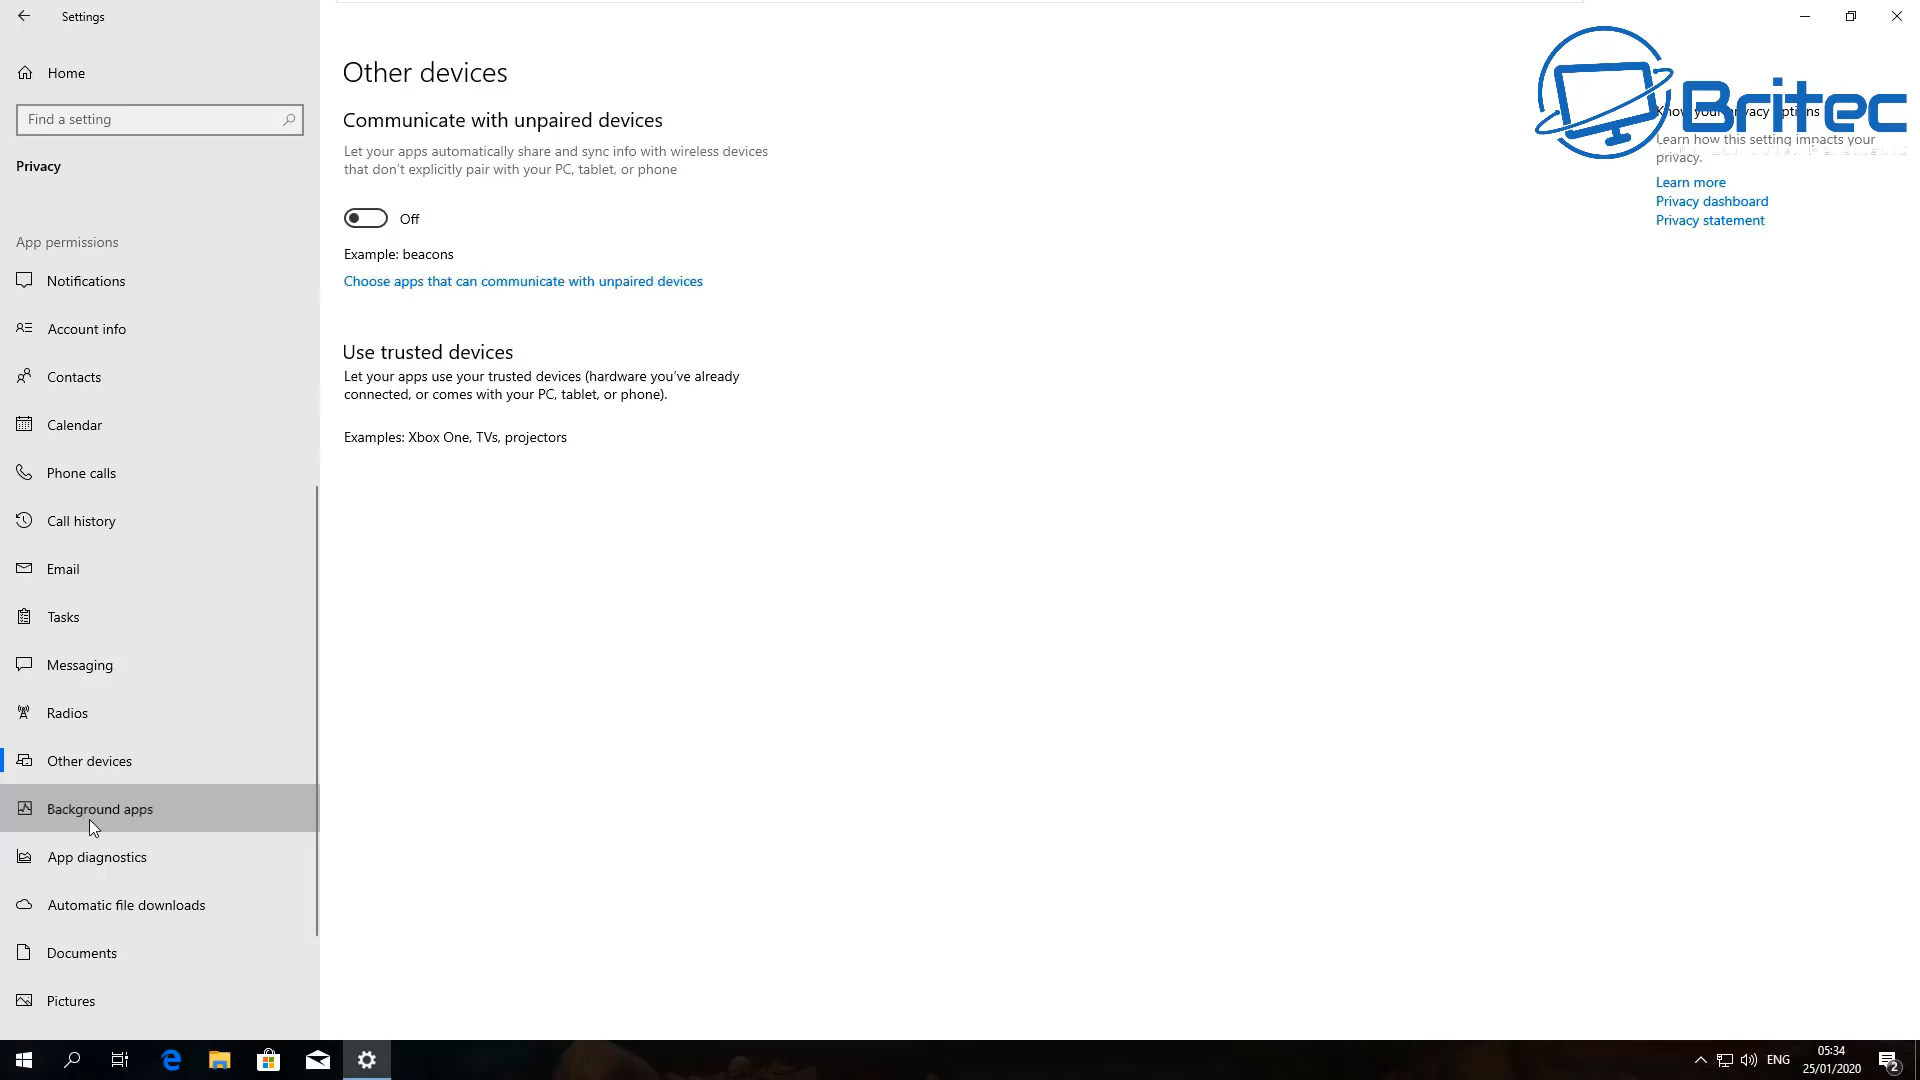 Settings
Home
Find a setting
Privacy
App permissions
Notifications
Account info
Contacts
Calendar
Phone calls
Call history
Email
Tasks
Messaging
Radios
Other devices
Background apps
App diagnostics
Automatic file downloads
Documents
Pictures
Other devices
Communicate with unpaired devices
Let your apps automatically share and sync info with wireless devices
that don't explicitly pair with your PC, tablet, or phone
Off
Example: beacons
Choose apps that can communicate with unpaired devices
Use trusted devices
Let your apps use your trusted devices (hardware you've already
connected, or comes with your PC, tablet, or phone).
Examples: Xbox One, TVs, projectors
Britec
Know your privacy options
Learn how this setting impacts your
privacy.
Learn more
Privacy dashboard
Privacy statement
ENG
05:34
25/01/2020
2